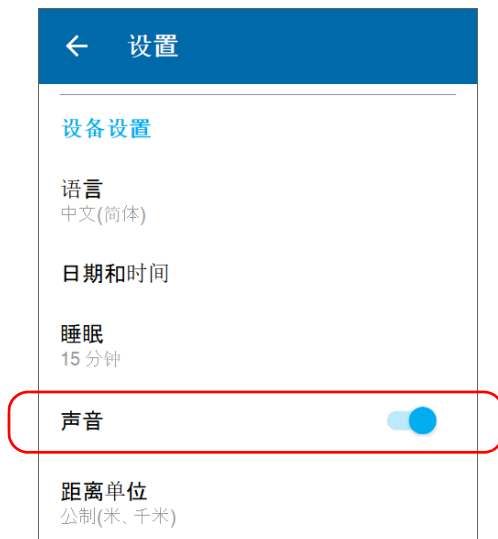 设置
设备设置
语言
中文(简体)
日期和时间
睡眠
15 分钟
声音
距离单位
公制(米、千米)